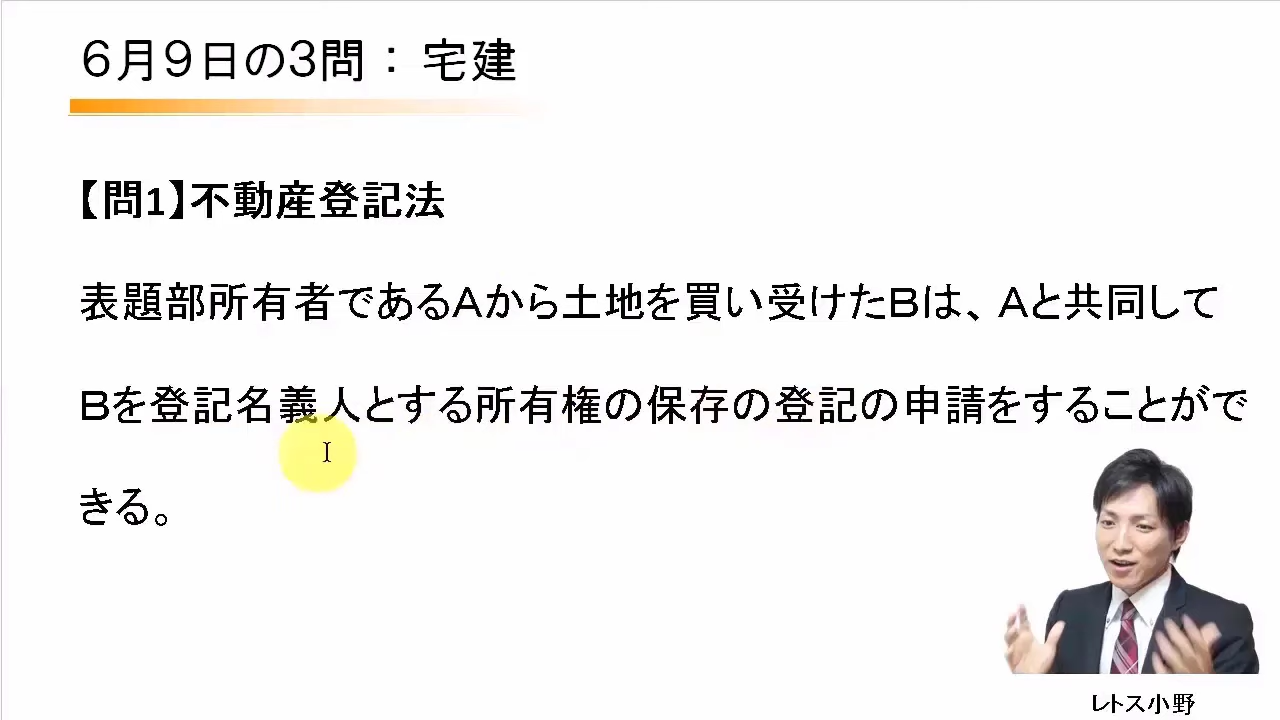 ６月９日の３問：宅建
【問1】不動産登記法
表題部所有者であるＡから土地を買い受けたＢは、Ａと共同して
Ｂを登記名義人とする所有権の保存の登記の申請をすることがで
きる。
レトス小野